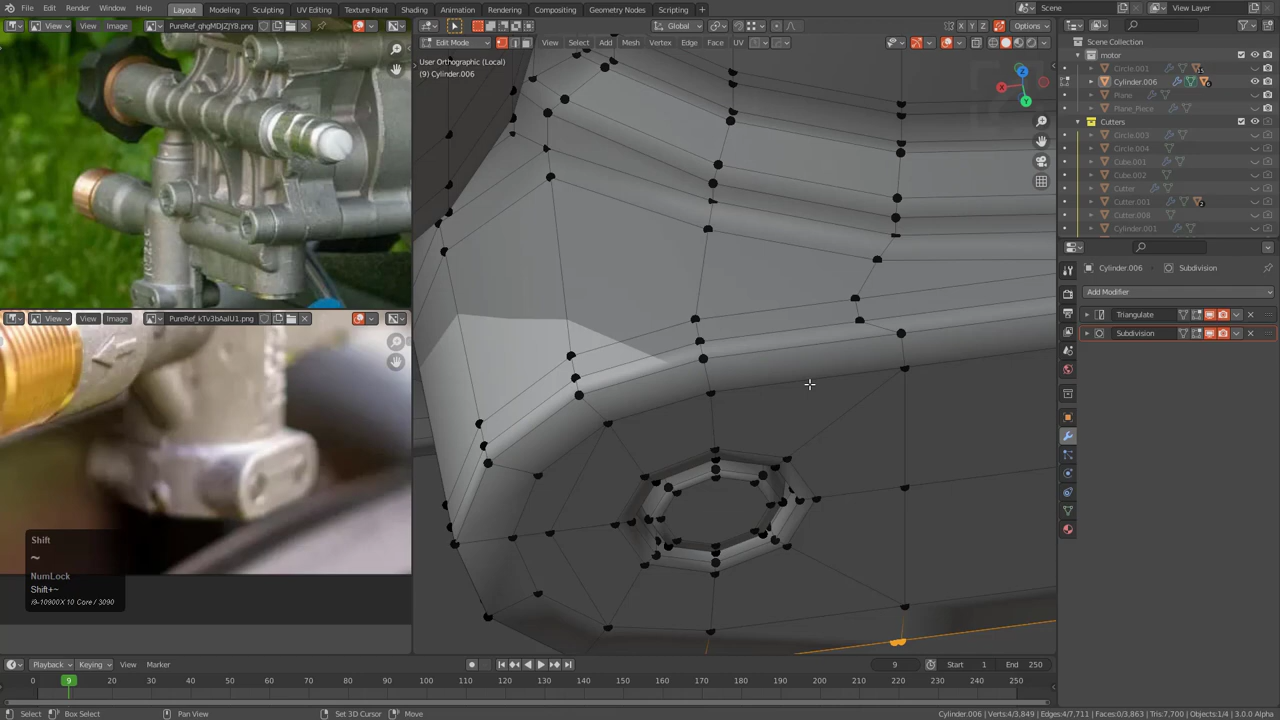 File Edit Render Window Help
Layout Modeling Sculpting UV Editing Texture Paint Shading Animation Rendering Compositing Geometry Nodes Scripting +
Scene
View Layer
View View Image PureRef_qhgMDJZJY8.png
Global
X Y Z
Options
Edit Mode
View Select Add Mesh Vertex Edge Face UV
User Orthographic (Local)
(9) Cylinder.006
Z
X
Y
Scene Collection
motor
Circle.001
Cylinder.006
Plane
Plane_Piece
Cutters
Circle.003
Circle.004
Cube.001
Cube.002
Cutter
Cutter.001
Cutter.008
Cylinder.001
Cylinder.006 Subdivision
Add Modifier
Triangulate
Subdivision
View View Image PureRef_kTv3bAaIU1.png
Shift
~
NumLock
Shift+~
i9-10900X 10 Core / 3090
Playback Keying View Marker
9 Start 1 End 250
0 9 10 20 30 40 50 60 70 80 90 100 110 120 130 140 150 160 170 180 190 200 210 220 230 240 250
Select Box Select Pan View Set 3D Cursor Move
Cylinder.006 | Verts:4/3,849 | Edges:4/7,711 | Faces:0/3,863 | Tris:7,700 | Objects:1/4 | 3.0.0 Alpha